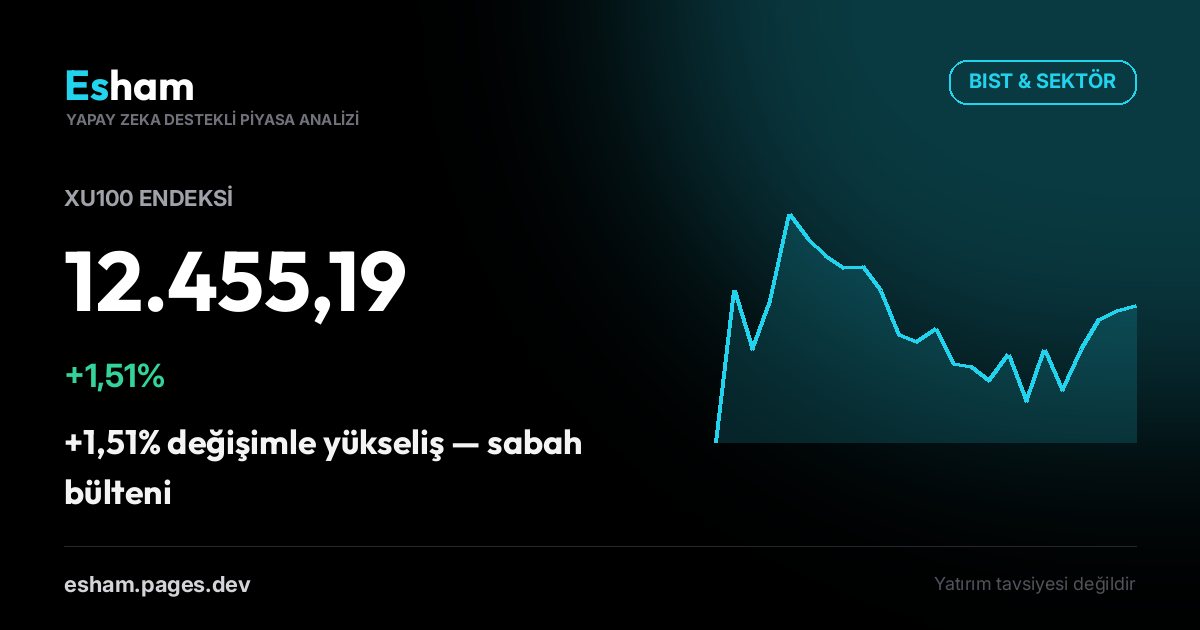 Esham
YAPAY ZEKA DESTEKLİ PİYASA ANALİZİ
BIST & SEKTÖR
XU100 ENDEKSİ
12.455,19
+1,51%
+1,51% değişimle yükseliş — sabah
bülteni
esham.pages.dev
Yatırım tavsiyesi değildir